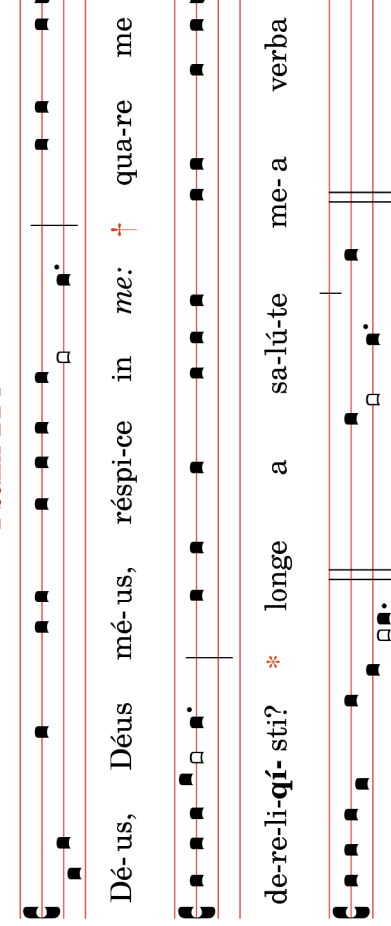 Dé- us, Déus mé- us, réspi-ce in me: † qua-re me
de-re-li-qí- sti? * longe a sa-lú-te me- a verba